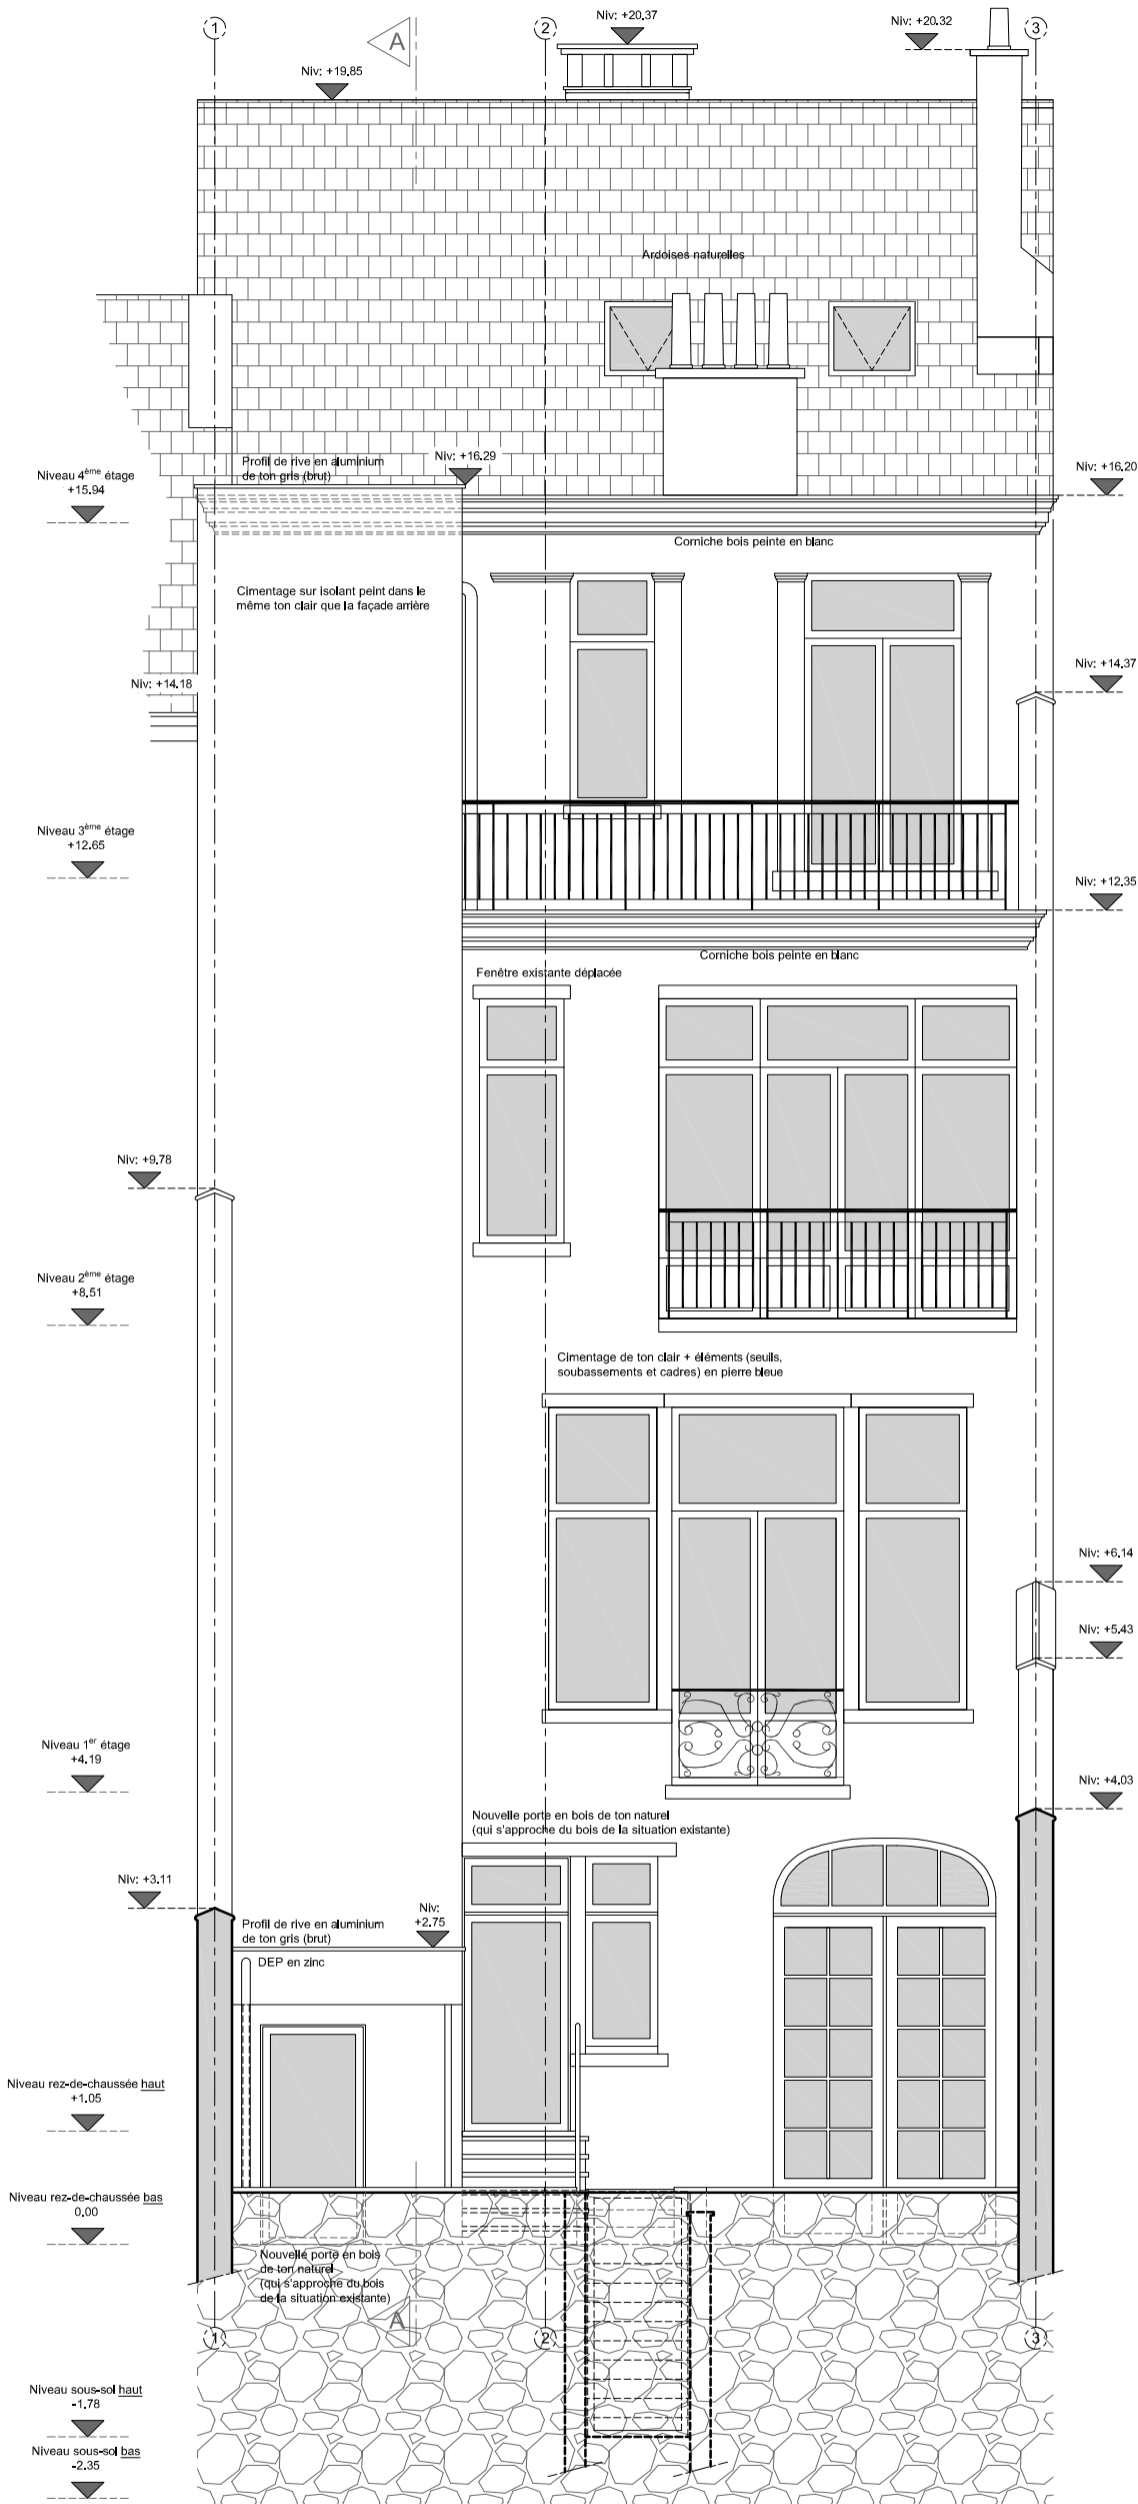 1
2
3
A
Niv: +20.37
Niv: +20.32
Niv: +19.85
Ardoises naturelles
Profil de rive en aluminium
de ton gris (brut)
Niv: +16.29
Niveau 4ème étage
+15.94
Niv: +16.20
Corniche bois peinte en blanc
Cimentage sur isolant peint dans le
même ton clair que la façade arrière
Niv: +14.18
Niv: +14.37
Niveau 3ème étage
+12.65
Niv: +12.35
Corniche bois peinte en blanc
Fenêtre existante déplacée
Niv: +9.78
Niveau 2ème étage
+8.51
Cimentage de ton clair + éléments (seuils,
soubassements et cadres) en pierre bleue
Niv: +6.14
Niv: +5.43
Niveau 1er étage
+4.19
Niv: +4.03
Nouvelle porte en bois de ton naturel
(qui s'approche du bois de la situation existante)
Niv: +3.11
Profil de rive en aluminium
de ton gris (brut)
Niv:
+2.75
DEP en zinc
Niveau rez-de-chaussée haut
+1.05
Niveau rez-de-chaussée bas
0.00
Nouvelle porte en bois
de ton naturel
(qui s'approche du bois
de la situation existante)
A
1
2
3
Niveau sous-sol haut
-1.78
Niveau sous-sol bas
-2.35